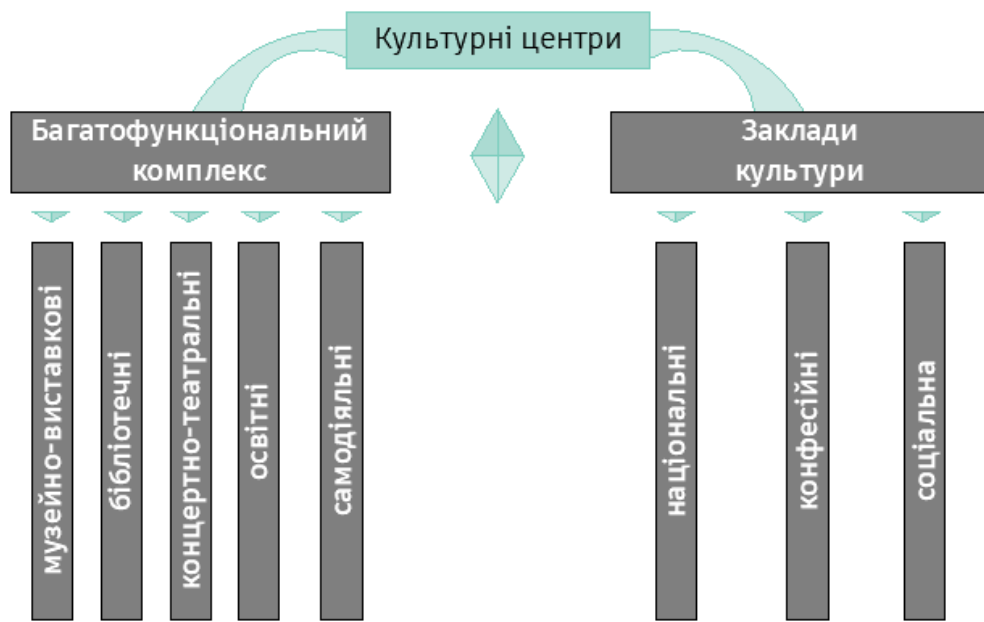 Культурні центри
Багатофункціональний
комплекс
Заклади
культури
музейно-виставкові
бібліотечні
концертно-театральні
освітні
самодіяльні
національні
конфесійні
соціальна